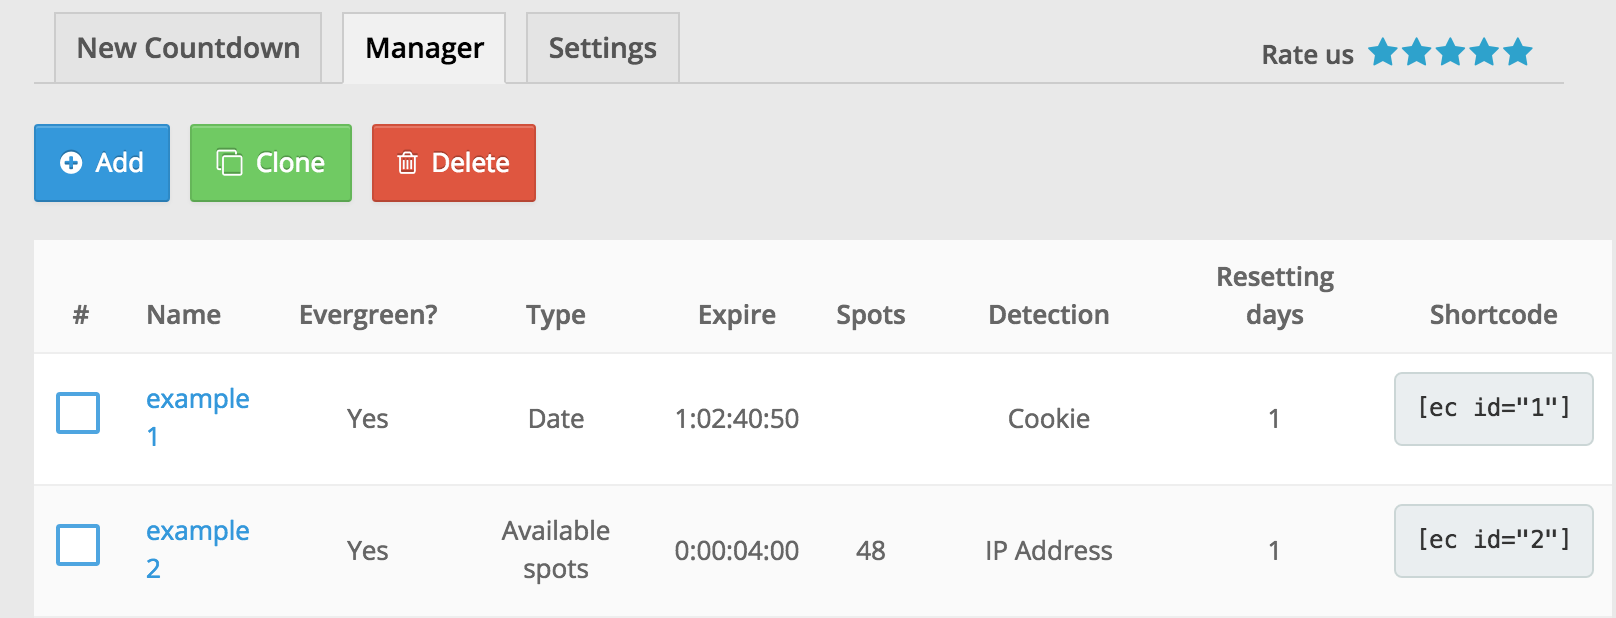 New Countdown Manager Settings Rate us
Add Clone Delete
# Name Evergreen? Type Expire Spots Detection Resetting days Shortcode
example 1 Yes Date 1:02:40:50 Cookie 1 [ec id="1"]
example 2 Yes Available spots 0:00:04:00 48 IP Address 1 [ec id="2"]